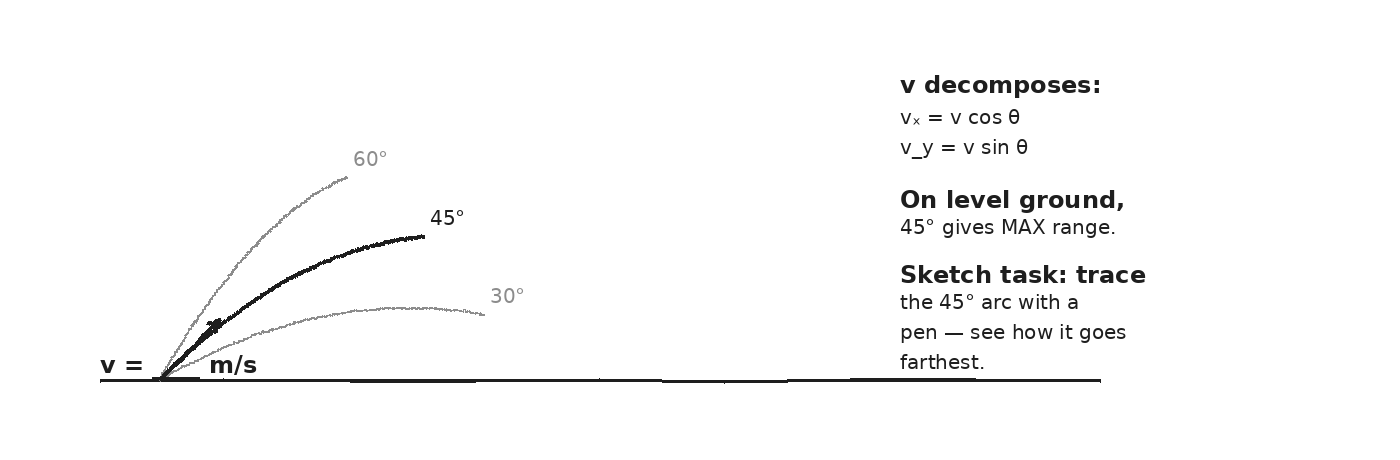 60°
45°
30°
v = ___ m/s
v decomposes:
vₓ = v cos θ
v_y = v sin θ
On level ground,
45° gives MAX range.
Sketch task: trace
the 45° arc with a
pen — see how it goes
farthest.